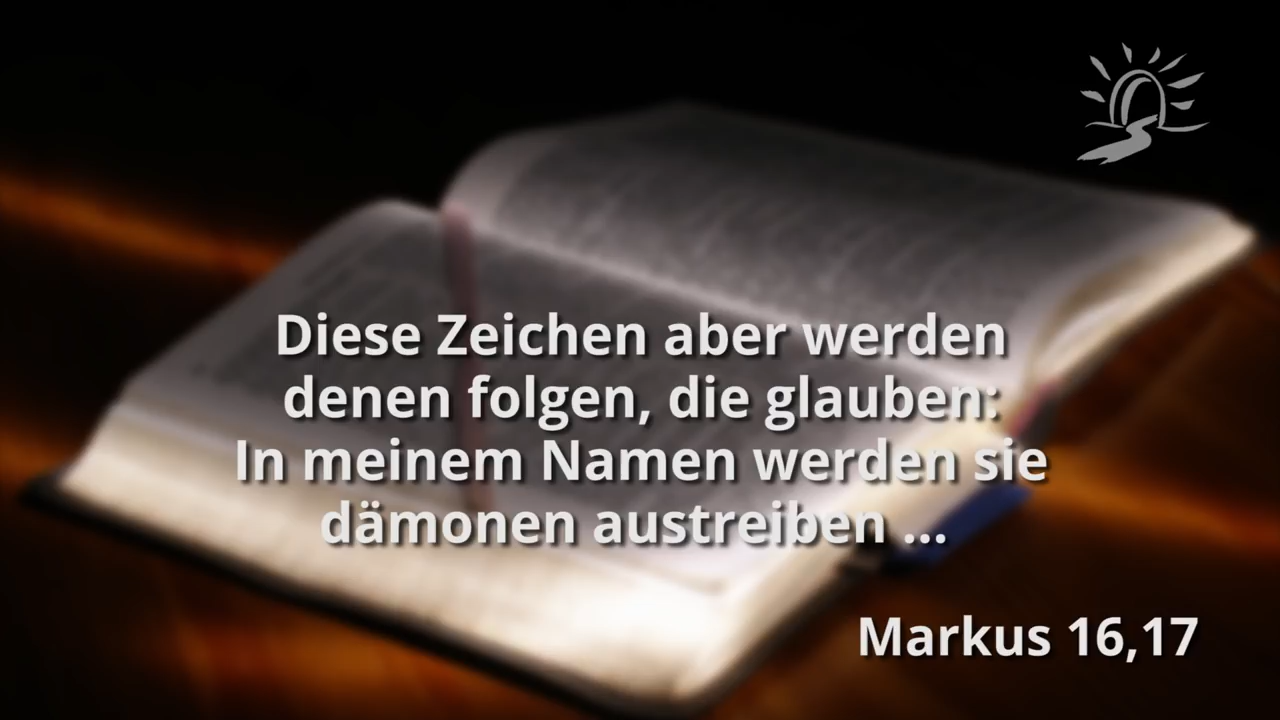 Diese Zeichen aber werden
denen folgen, die glauben:
In meinem Namen werden sie
dämonen austreiben ...
Markus 16,17